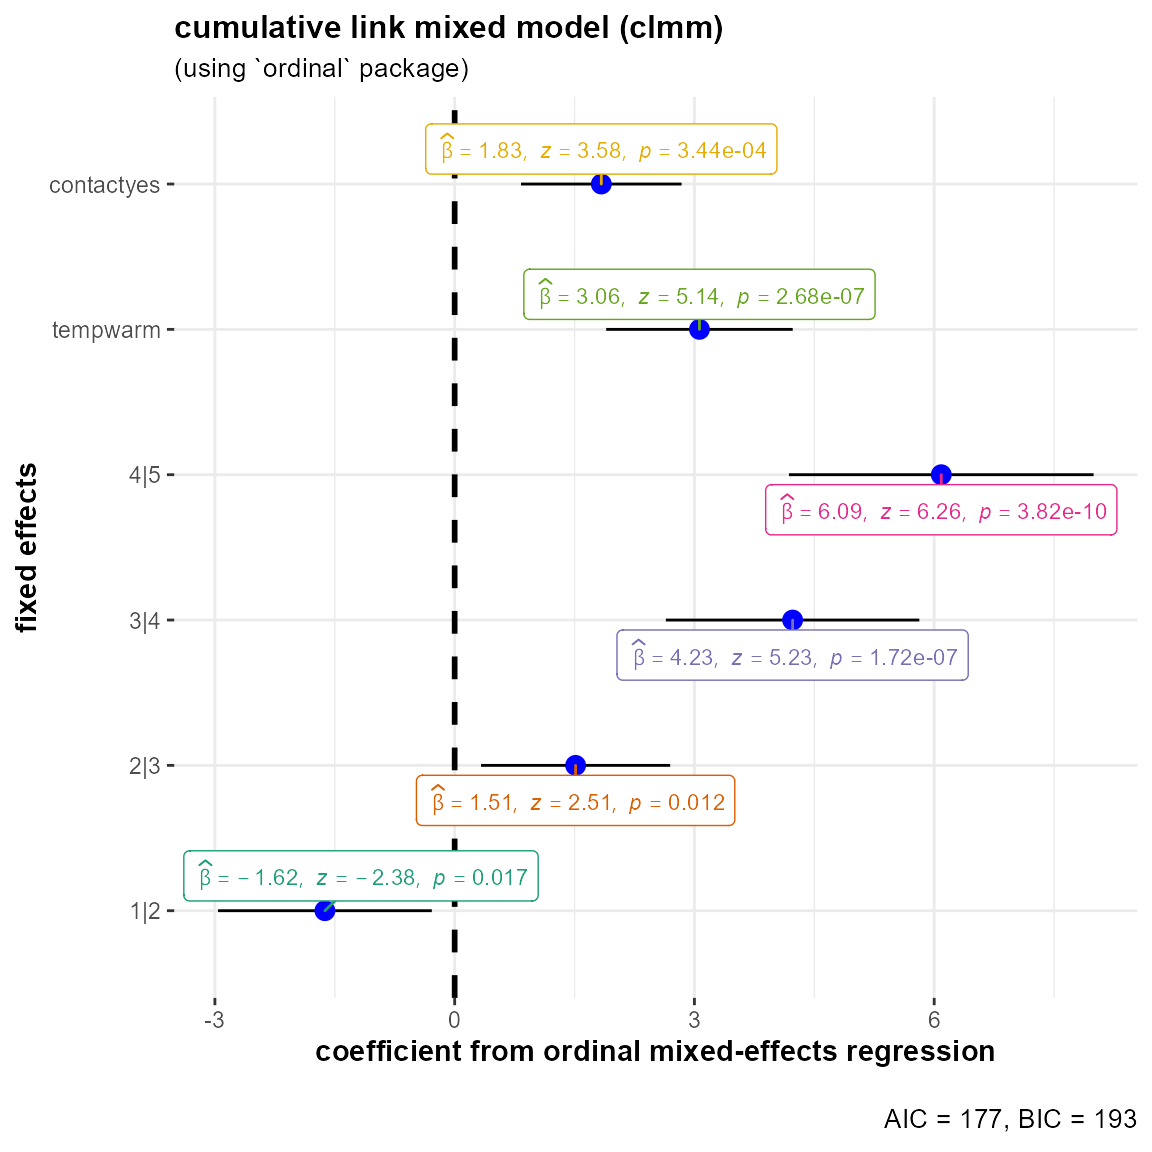 cumulative link mixed model (clmm)
(using `ordinal` package)
fixed effects
contactyes
β̂ = 1.83, z = 3.58, p = 3.44e-04
tempwarm
β̂ = 3.06, z = 5.14, p = 2.68e-07
4|5
β̂ = 6.09, z = 6.26, p = 3.82e-10
3|4
β̂ = 4.23, z = 5.23, p = 1.72e-07
2|3
β̂ = 1.51, z = 2.51, p = 0.012
1|2
β̂ = −1.62, z = −2.38, p = 0.017
-3 0 3 6
coefficient from ordinal mixed-effects regression
AIC = 177, BIC = 193